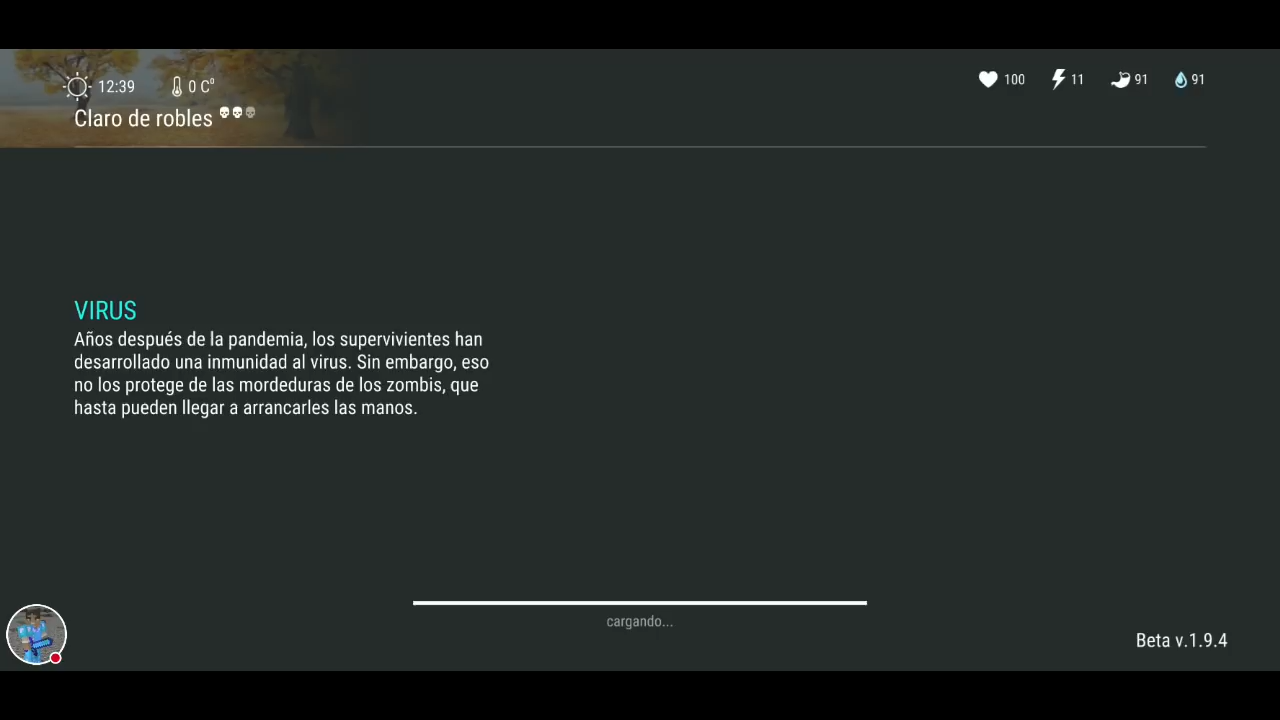 12:39 0 C⁰ 100 11 91 91
Claro de robles
VIRUS
Años después de la pandemia, los supervivientes han
desarrollado una inmunidad al virus. Sin embargo, eso
no los protege de las mordeduras de los zombis, que
hasta pueden llegar a arrancarles las manos.
cargando...
Beta v.1.9.4